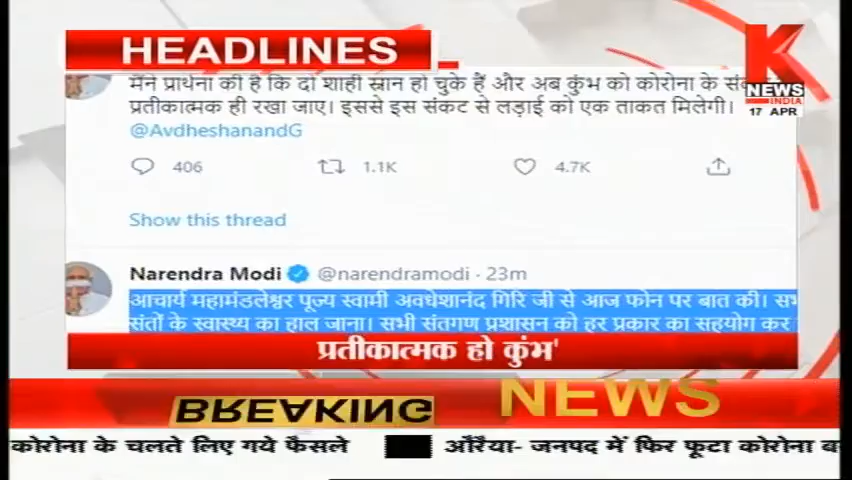 HEADLINES
K
NEWS
INDIA
17 APR
मैंने प्रार्थना की है कि दो शाही स्नान हो चुके हैं और अब कुंभ को कोरोना के
प्रतीकात्मक ही रखा जाए। इससे इस संकट से लड़ाई को एक ताकत मिलेगी।
@AvdheshanandG
406 1.1K 4.7K
Show this thread
Narendra Modi @narendramodi · 23m
आचार्य महामंडलेश्वर पूज्य स्वामी अवधेशानंद गिरि जी से आज फोन पर बात की।
संतों के स्वास्थ्य का हाल जाना। सभी संतगण प्रशासन को हर प्रकार का सहयोग कर
प्रतीकात्मक हो कुंभ'
BREAKING NEWS
कोरोना के चलते लिए गये फैसले औरैया- जनपद में फिर फूटा कोरोना